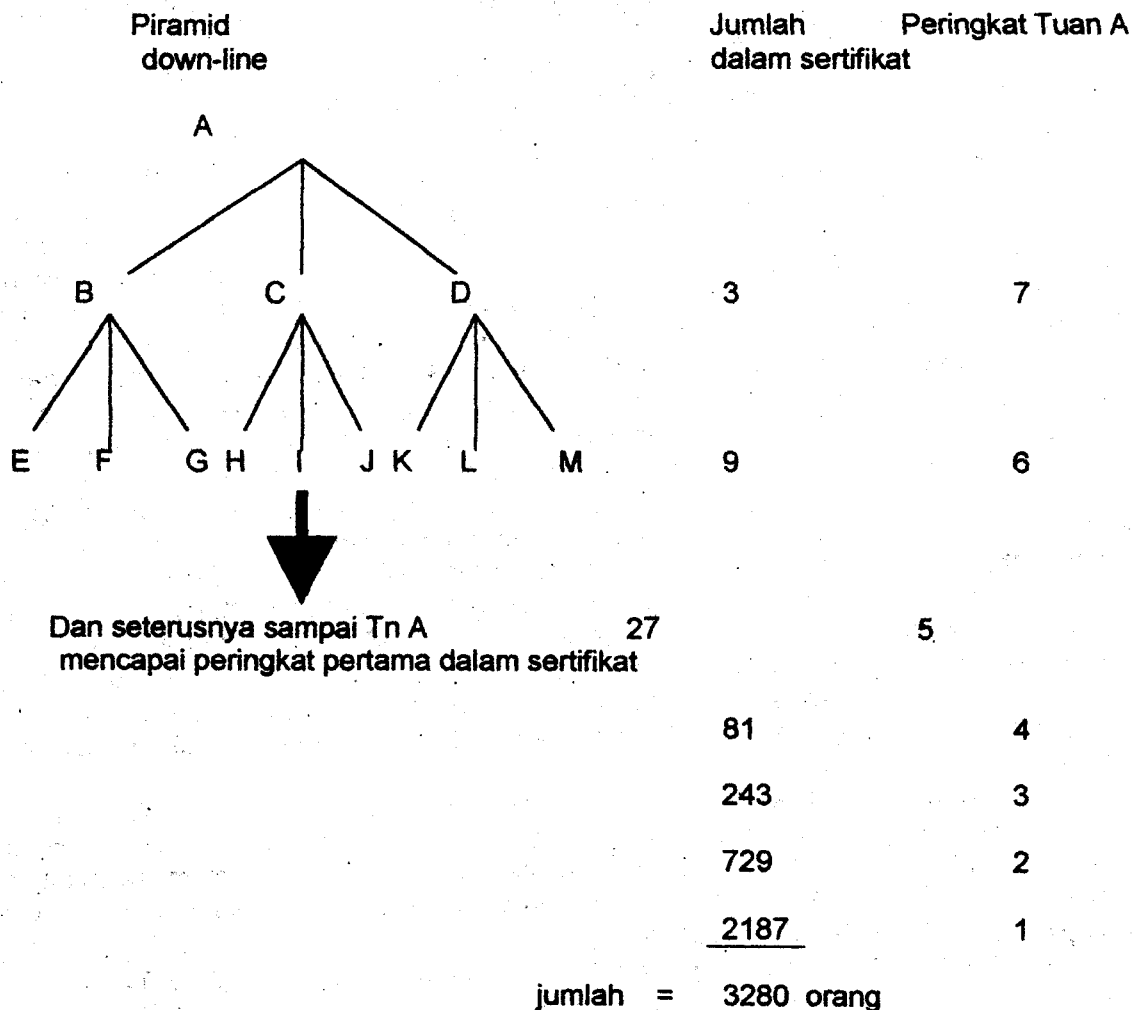 Piramid Jumlah Peringkat Tuan A
down-line dalam sertifikat
A
B C D 3 7
E F G H I J K L M 9 6
Dan seterusnya sampai Tn A 27 5
mencapai peringkat pertama dalam sertifikat
81 4
243 3
729 2
2187 1
jumlah = 3280 orang